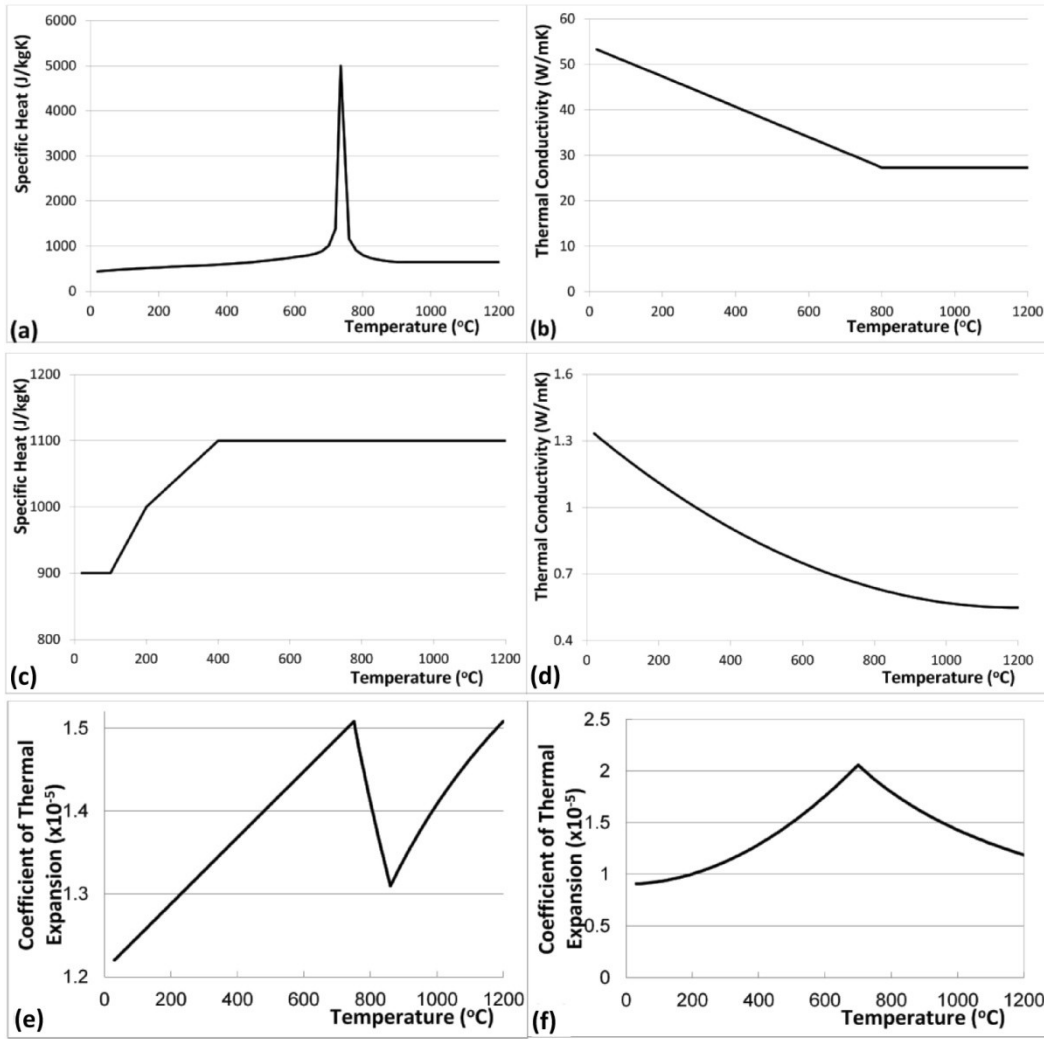 Specific Heat (J/kgK)
6000
5000
4000
3000
2000
1000
0
0 200 400 600 800 1000 1200
Temperature (ºC)
(a)
Thermal Conductivity (W/mK)
60
50
40
30
20
10
0
0 200 400 600 800 1000 1200
Temperature (ºC)
(b)
Specific Heat (J/kgK)
1200
1100
1000
900
800
0 200 400 600 800 1000 1200
Temperature (ºC)
(c)
Thermal Conductivity (W/mK)
1.6
1.3
1
0.7
0.4
0 200 400 600 800 1000 1200
Temperature (ºC)
(d)
Coefficient of Thermal
Expansion (x10⁻⁵)
1.5
1.4
1.3
1.2
0 200 400 600 800 1000 1200
Temperature (ºC)
(e)
Coefficient of Thermal
Expansion (x10⁻⁵)
2.5
2
1.5
1
0.5
0
0 200 400 600 800 1000 1200
Temperature (ºC)
(f)